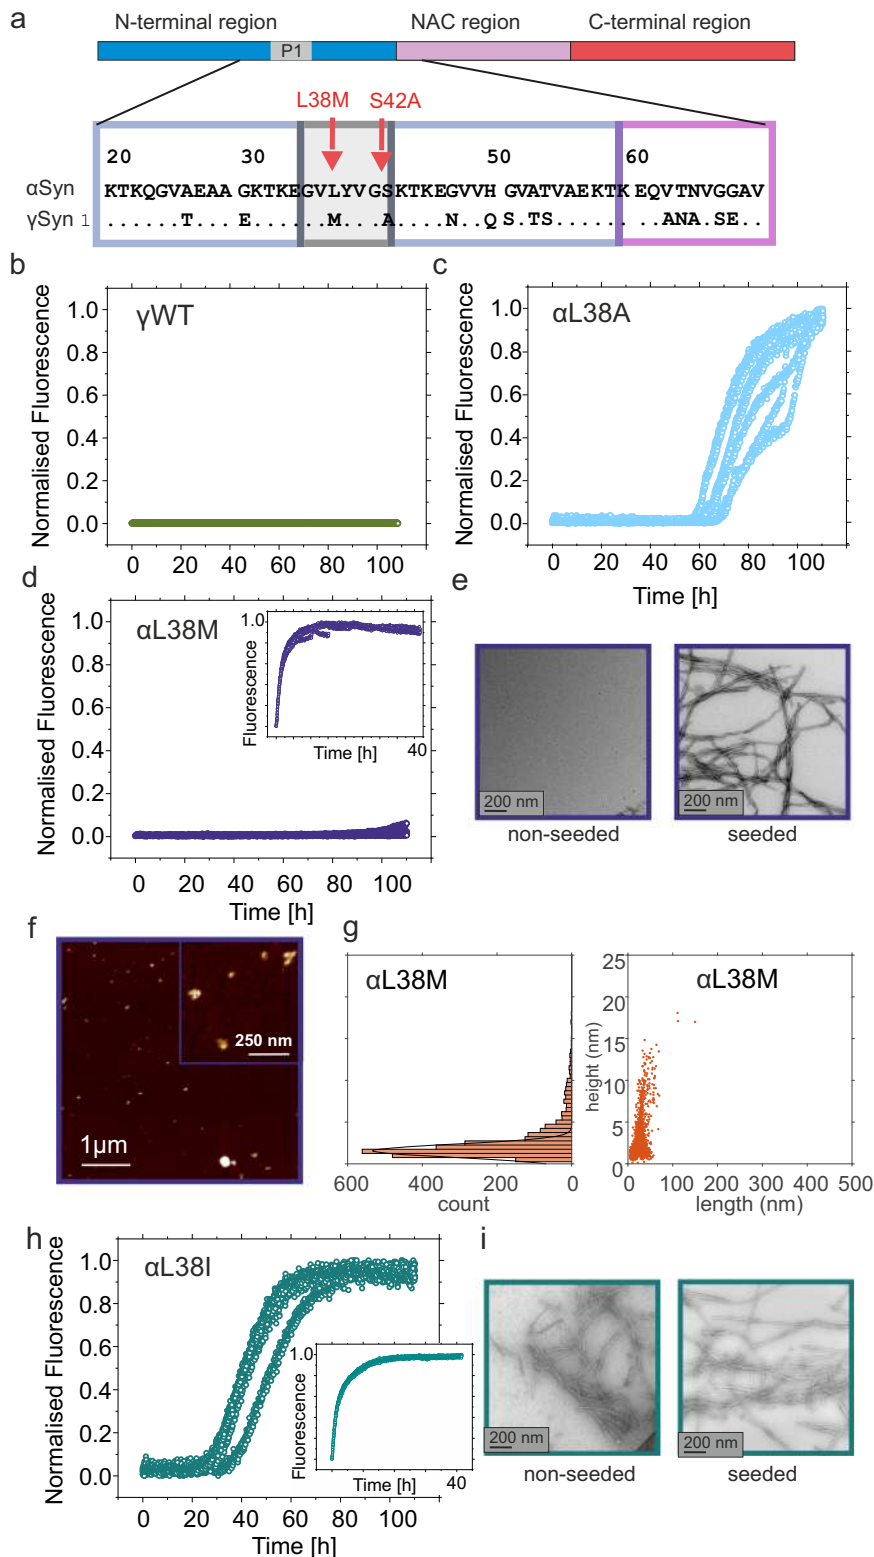 a
N-terminal region
NAC region
C-terminal region
P1
L38M
S42A
20 30 50 60
αSyn KTKQGVAEAAGKTKEGVLYVGSKTKEGVVHGVATVAEKTKEQVTNVGGAV
γSyn 1 ......T...E......M...A....N..Q.S.TS.......ANA..SE..
b
γWT
Normalised Fluorescence
1.0
0.8
0.6
0.4
0.2
0.0
0 20 40 60 80 100
c
αL38A
Normalised Fluorescence
1.0
0.8
0.6
0.4
0.2
0.0
0 20 40 60 80 100
Time [h]
d
αL38M
Normalised Fluorescence
1.0
0.8
0.6
0.4
0.2
0.0
0 20 40 60 80 100
Time [h]
1.0
Fluorescence
Time [h]
40
e
200 nm
non-seeded
200 nm
seeded
f
250 nm
1µm
g
αL38M
600 400 200 0
count
αL38M
height (nm)
25
20
15
10
5
0
0 100 200 300 400 500
length (nm)
h
αL38I
Normalised Fluorescence
1.0
0.8
0.6
0.4
0.2
0.0
0 20 40 60 80 100
Time [h]
1.0
Fluorescence
Time [h]
40
i
200 nm
non-seeded
200 nm
seeded